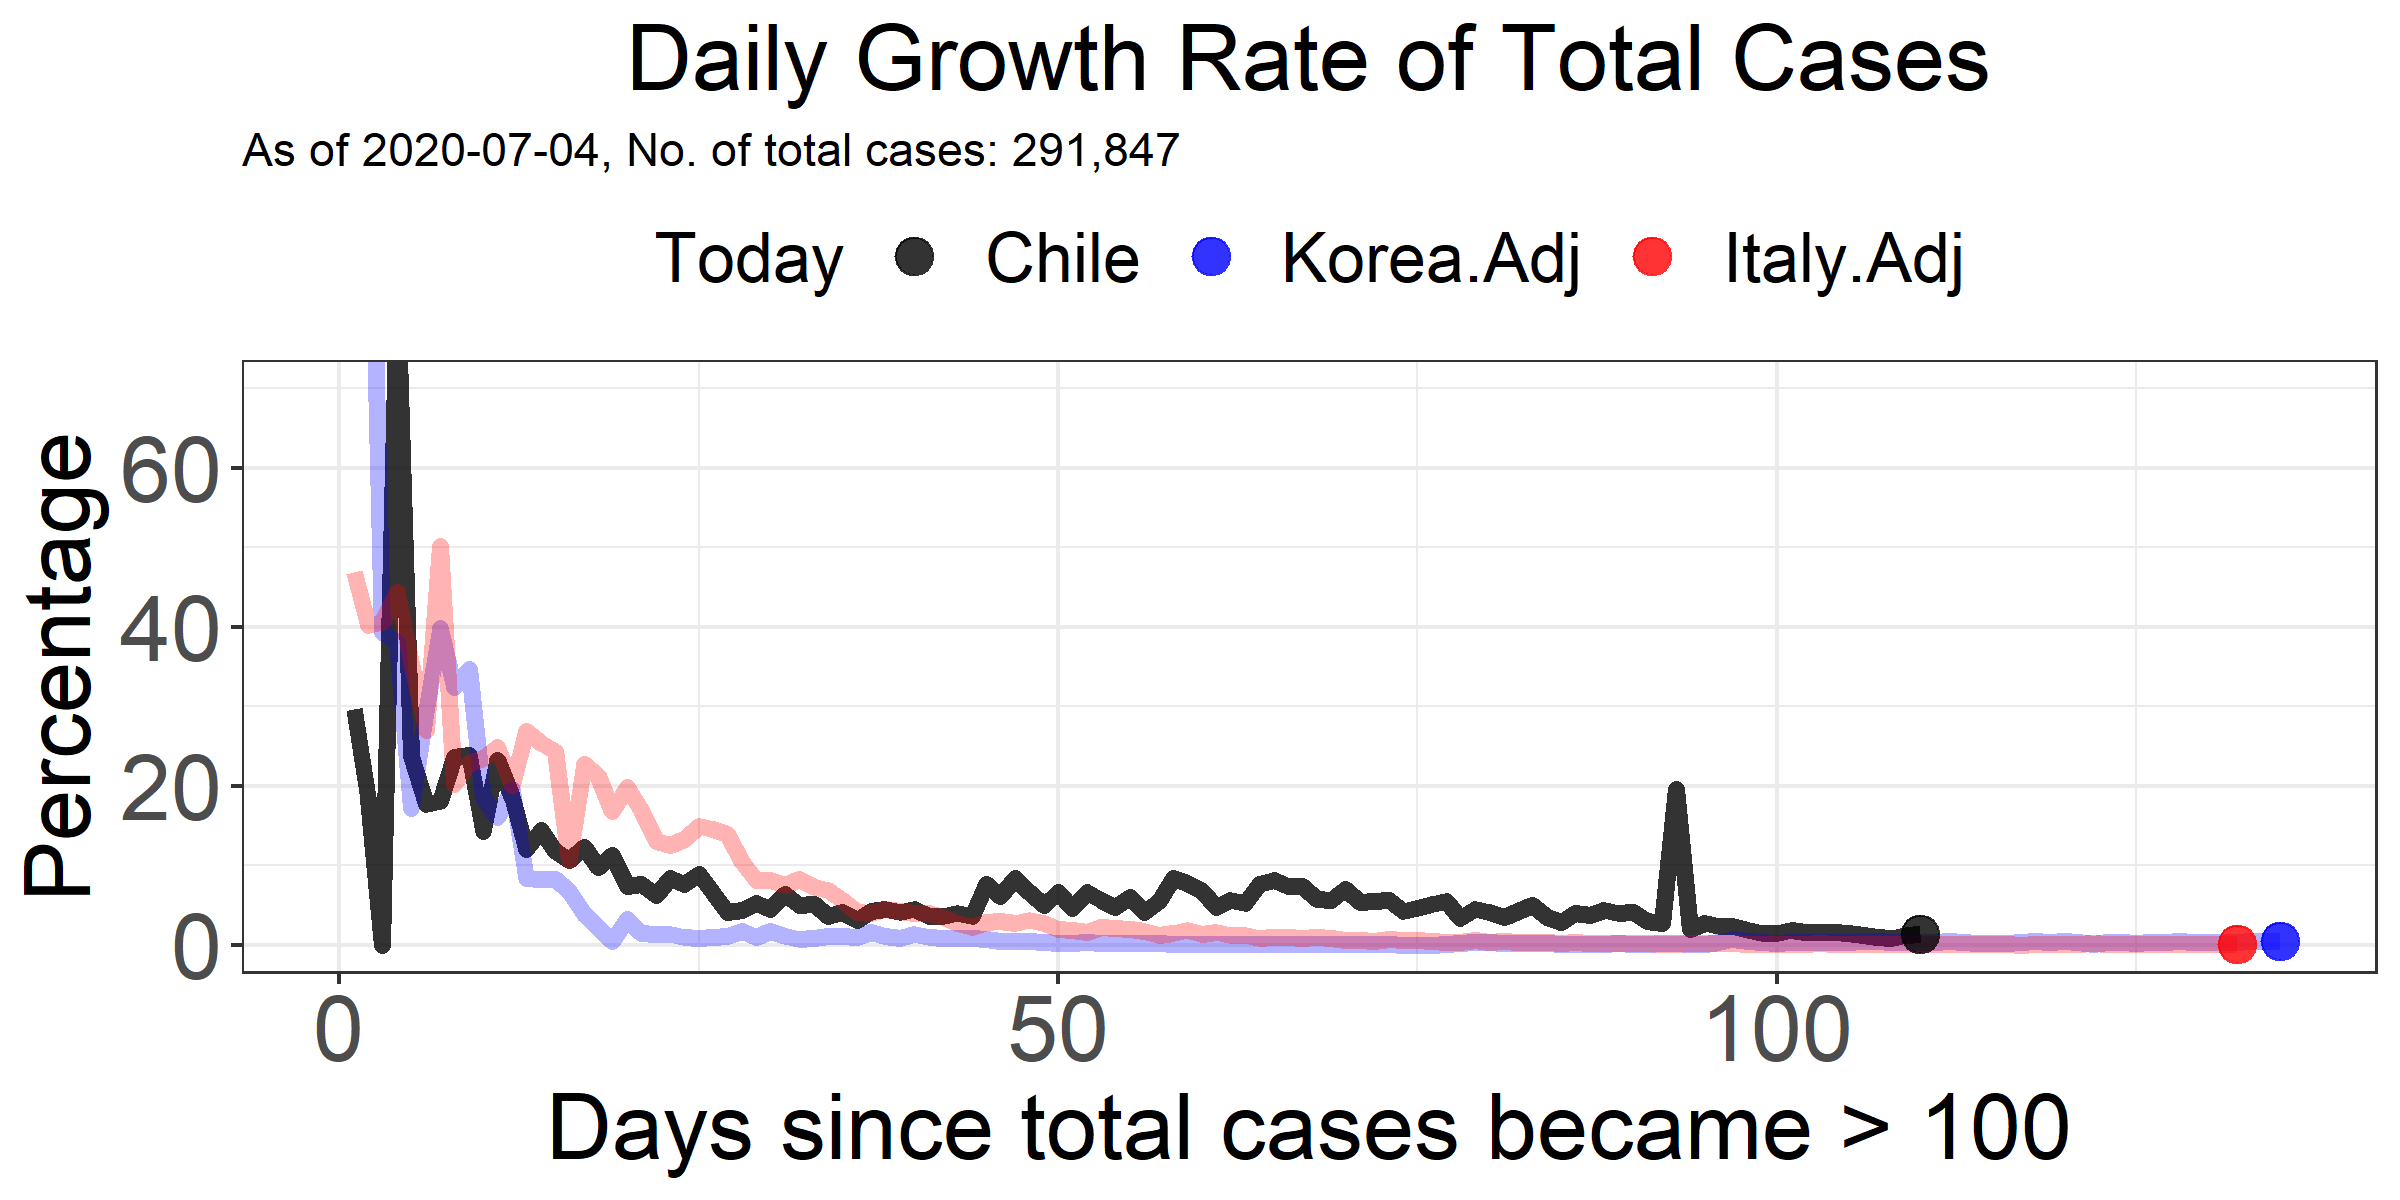 Daily Growth Rate of Total Cases
As of 2020-07-04, No. of total cases: 291,847
Today Chile Korea.Adj Italy.Adj
Percentage
60
40
20
0
0 50 100
Days since total cases became > 100